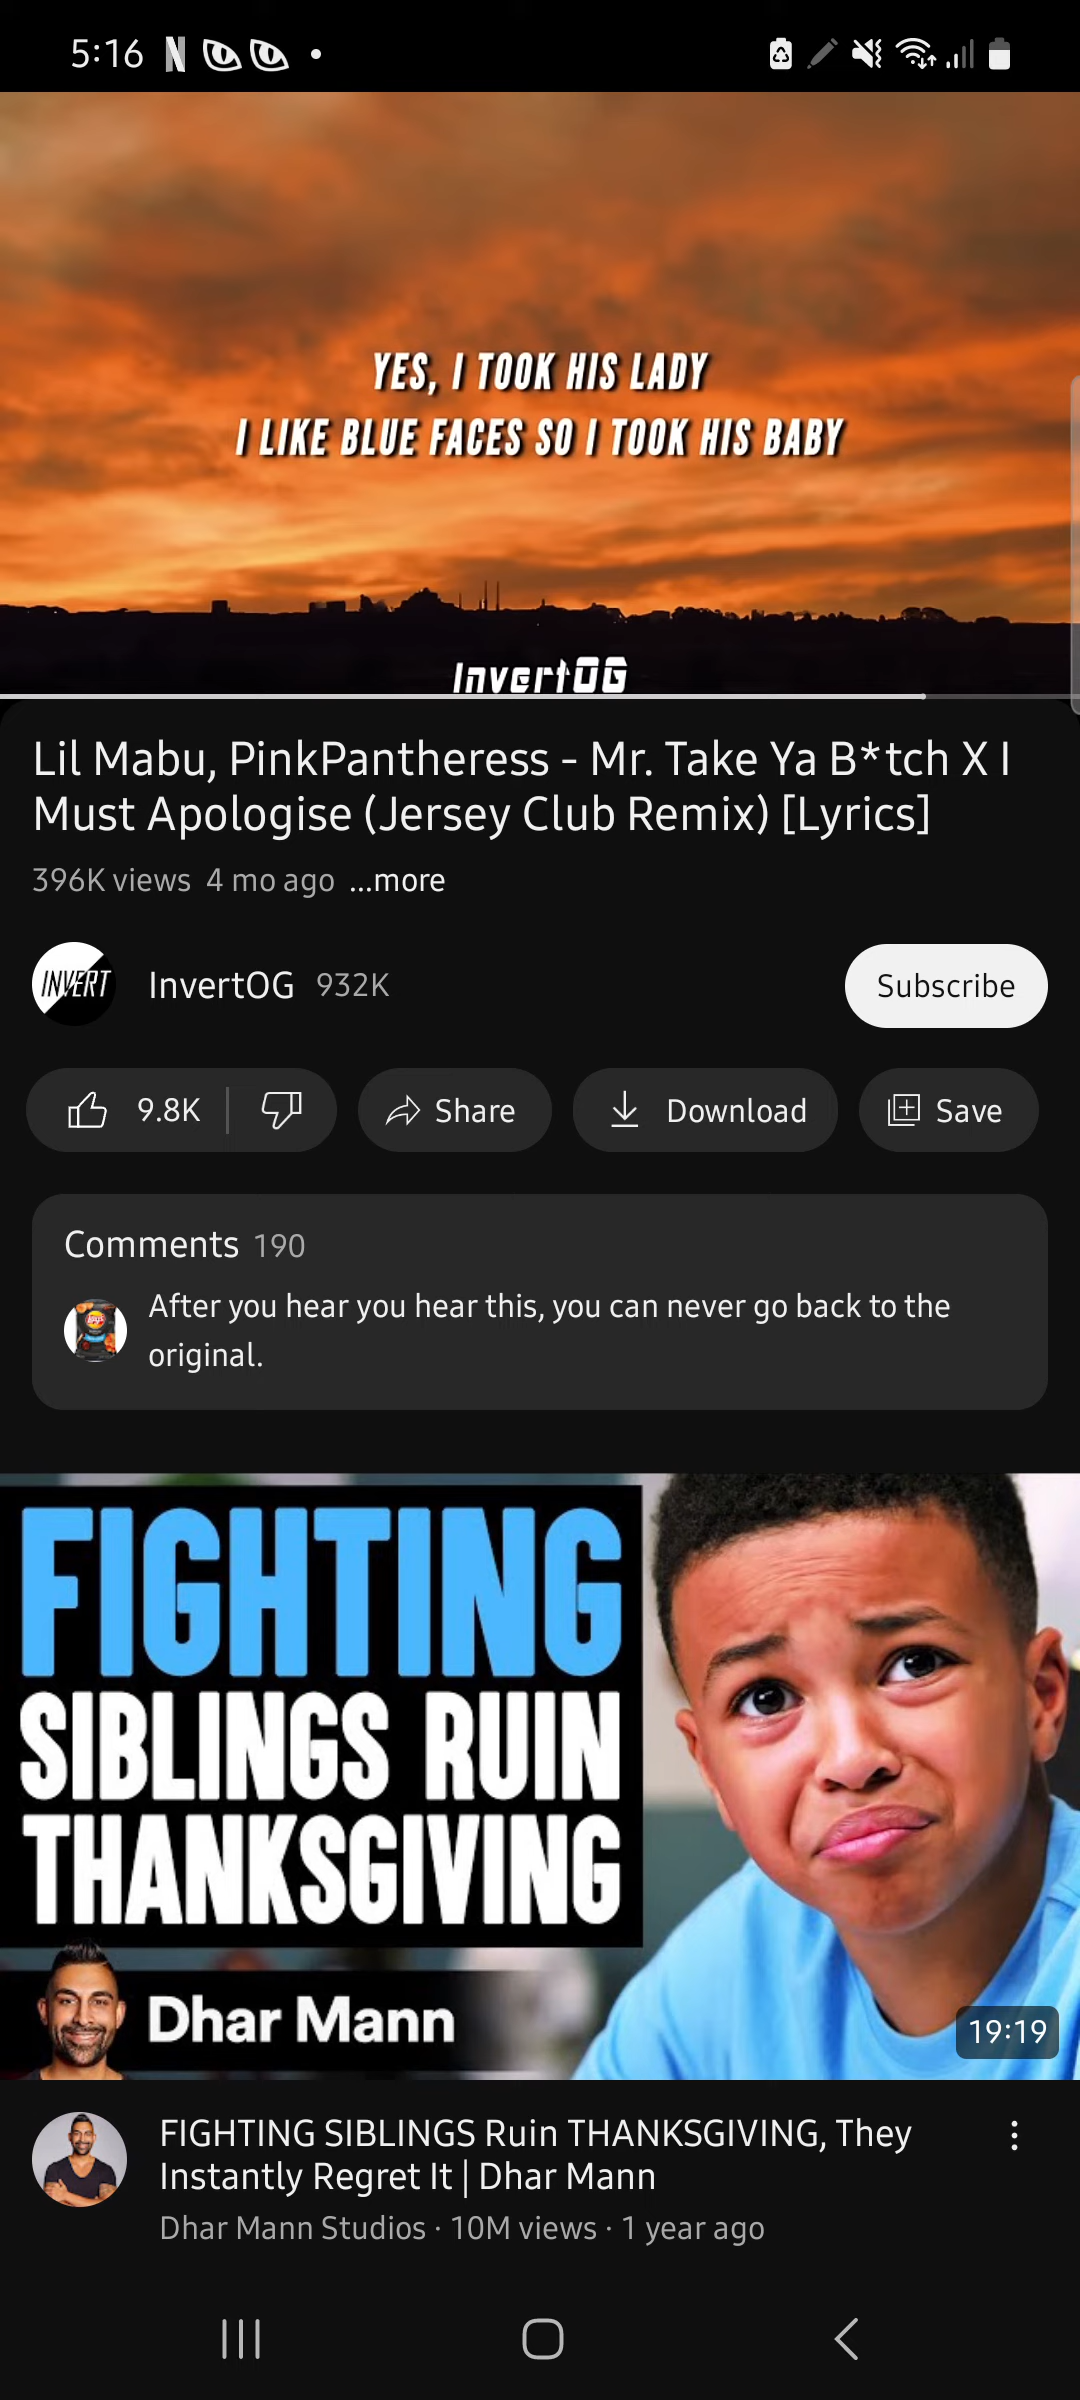 5:16
YES, I TOOK HIS LADY
I LIKE BLUE FACES SO I TOOK HIS BABY
InvertOG
Lil Mabu, PinkPantheress - Mr. Take Ya B*tch X I
Must Apologise (Jersey Club Remix) [Lyrics]
396K views 4 mo ago ...more
INVERT
InvertOG 932K
Subscribe
9.8K
Share
Download
Save
Comments 190
After you hear you hear this, you can never go back to the
original.
FIGHTING
SIBLINGS RUIN
THANKSGIVING
Dhar Mann
19:19
FIGHTING SIBLINGS Ruin THANKSGIVING, They
Instantly Regret It | Dhar Mann
Dhar Mann Studios · 10M views · 1 year ago